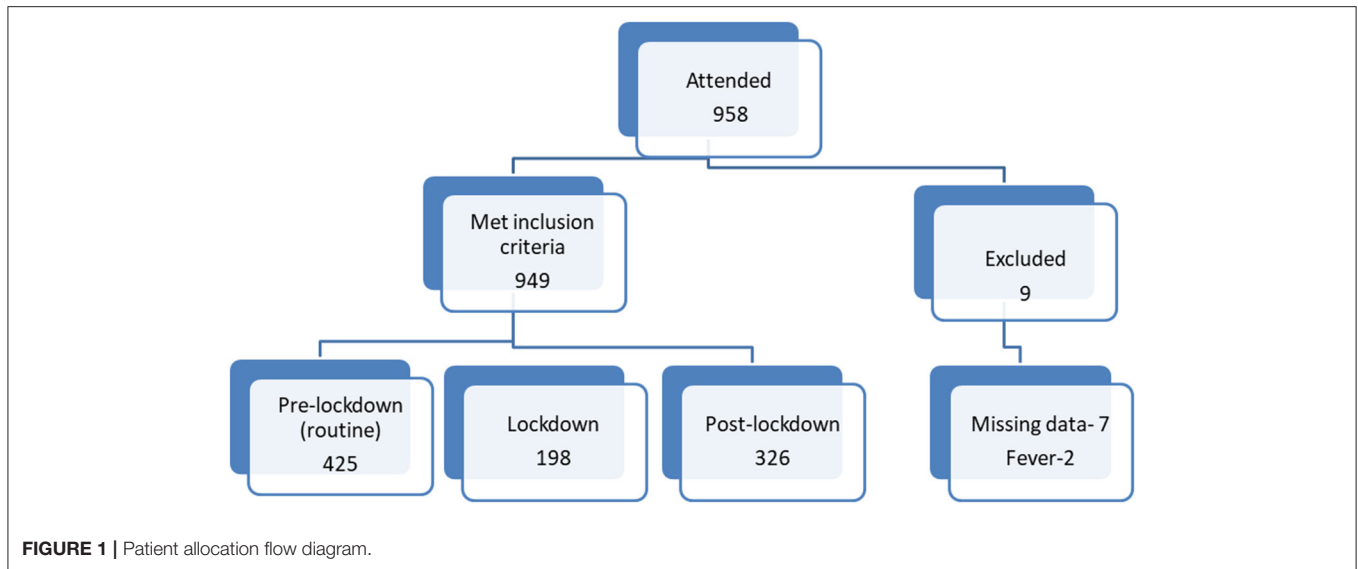 Attended
958
Met inclusion
criteria
949
Excluded
9
Pre-lockdown
(routine)
425
Lockdown
198
Post-lockdown
326
Missing data- 7
Fever-2
FIGURE 1 | Patient allocation flow diagram.